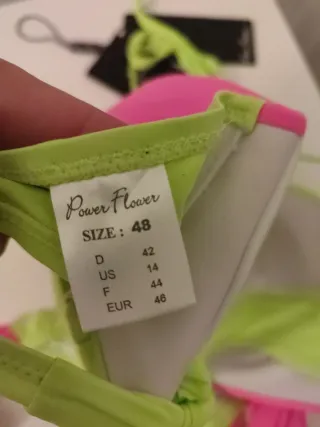 Power Flower
SIZE : 48
D 42
US 14
F 44
EUR 46